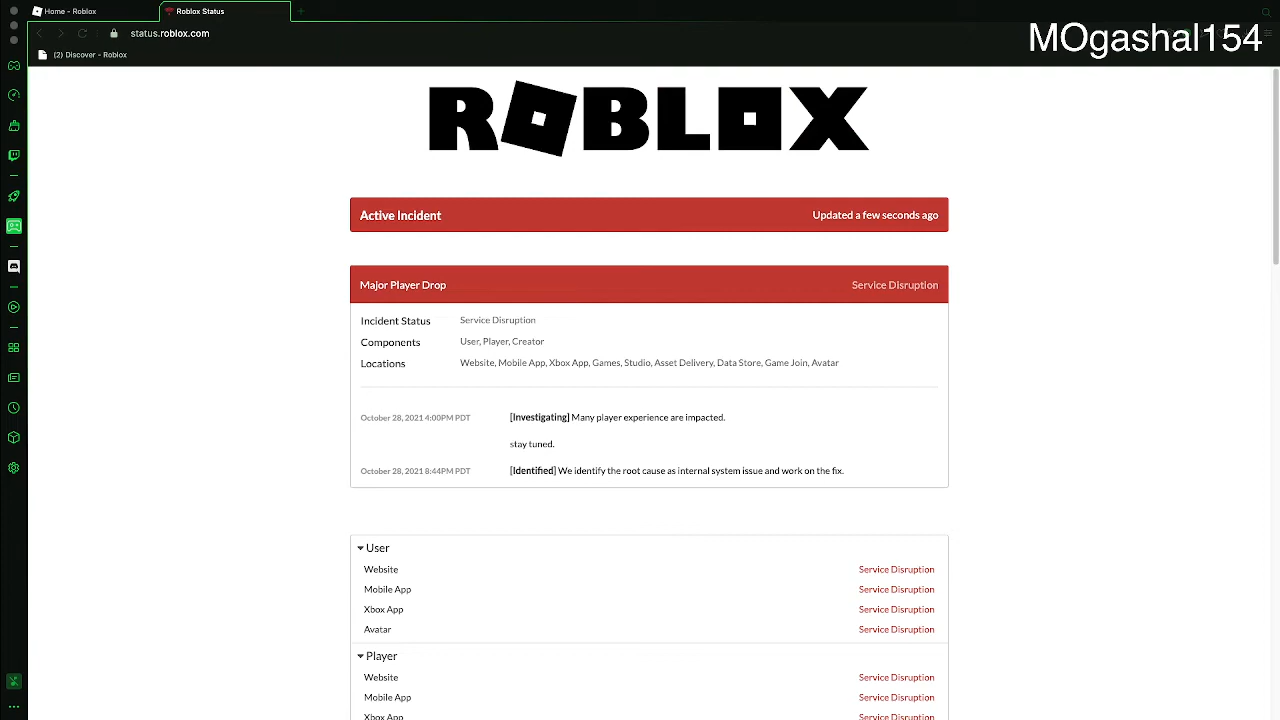 Home - Roblox
Roblox Status
status.roblox.com
MOgashal154
(2) Discover - Roblox
ROBLOX
Active Incident
Updated a few seconds ago
Major Player Drop
Service Disruption
Incident Status
Service Disruption
Components
User, Player, Creator
Locations
Website, Mobile App, Xbox App, Games, Studio, Asset Delivery, Data Store, Game Join, Avatar
October 28, 2021 4:00PM PDT
[Investigating] Many player experience are impacted.
stay tuned.
October 28, 2021 8:44PM PDT
[Identified] We identify the root cause as internal system issue and work on the fix.
User
Website
Service Disruption
Mobile App
Service Disruption
Xbox App
Service Disruption
Avatar
Service Disruption
Player
Website
Service Disruption
Mobile App
Service Disruption
Xbox App
Service Disruption